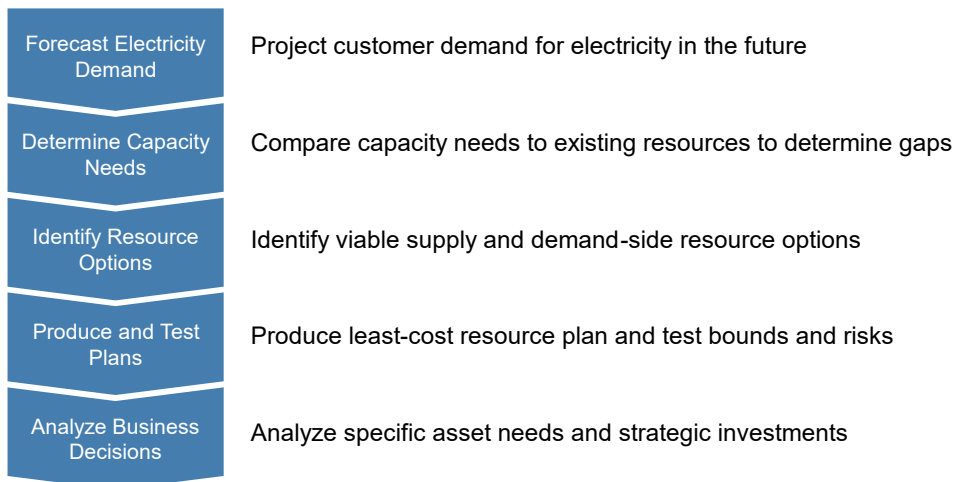 Forecast Electricity
Demand
Project customer demand for electricity in the future
Determine Capacity
Needs
Compare capacity needs to existing resources to determine gaps
Identify Resource
Options
Identify viable supply and demand-side resource options
Produce and Test
Plans
Produce least-cost resource plan and test bounds and risks
Analyze Business
Decisions
Analyze specific asset needs and strategic investments